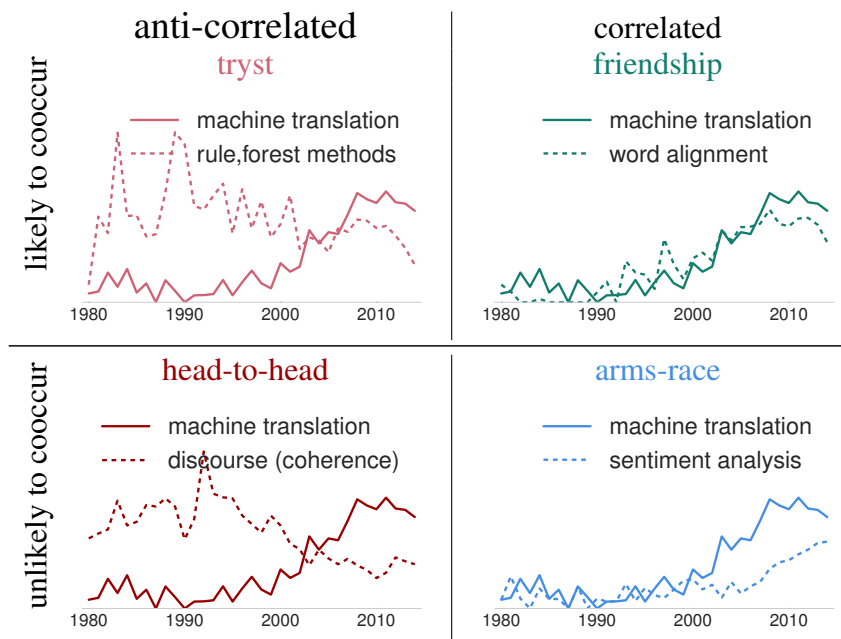 anti-correlated
correlated
likely to cooccur
tryst
machine translation
rule,forest methods
1980 1990 2000 2010
friendship
machine translation
word alignment
1980 1990 2000 2010
unlikely to cooccur
head-to-head
machine translation
discourse (coherence)
1980 1990 2000 2010
arms-race
machine translation
sentiment analysis
1980 1990 2000 2010